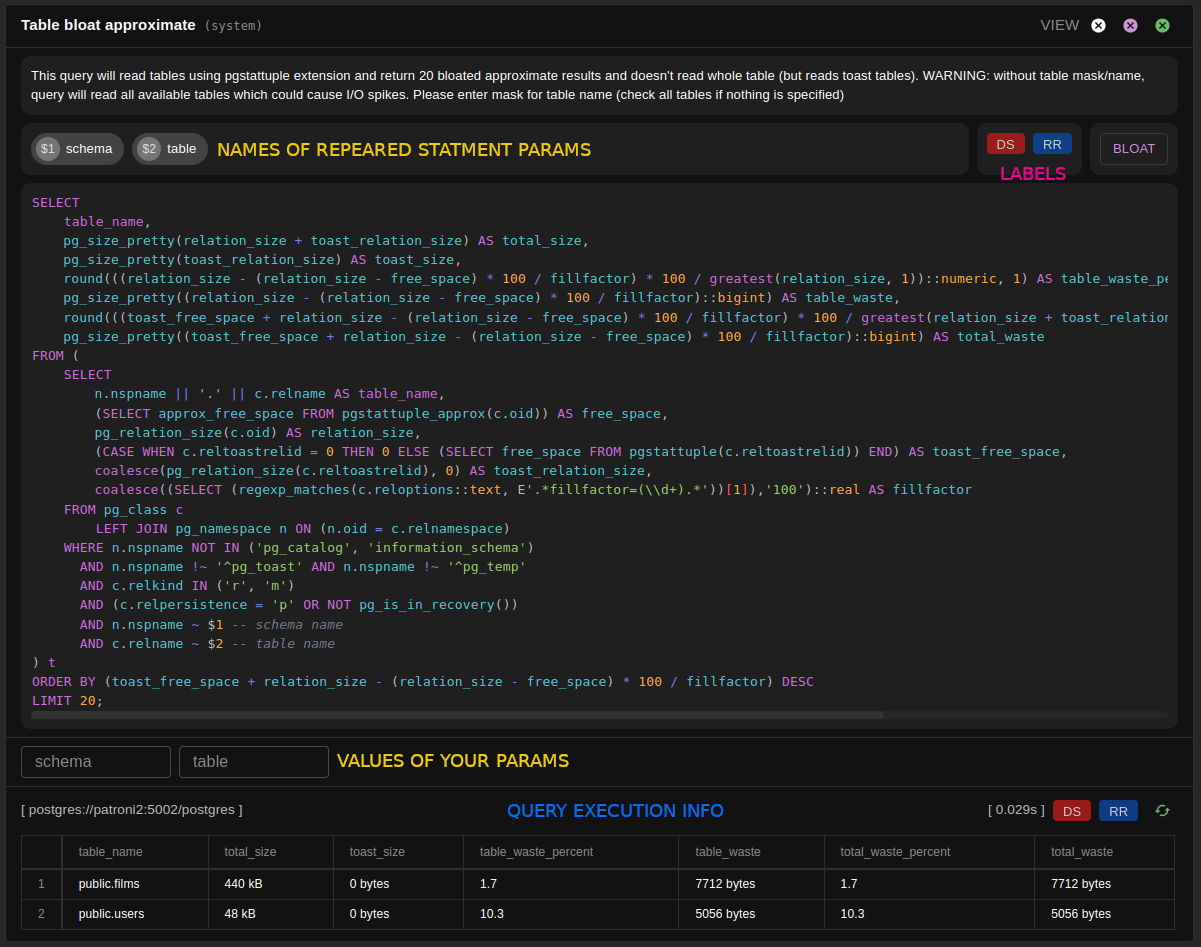 Table bloat approximate (system) VIEW
This query will read tables using pgstattuple extension and return 20 bloated approximate results and doesn't read whole table (but reads toast tables). WARNING: without table mask/name,
query will read all available tables which could cause I/O spikes. Please enter mask for table name (check all tables if nothing is specified)
$1 schema $2 table NAMES OF REPEARED STATMENT PARAMS DS RR BLOAT
LABELS
SELECT
    table_name,
    pg_size_pretty(relation_size + toast_relation_size) AS total_size,
    pg_size_pretty(toast_relation_size) AS toast_size,
    round(((relation_size - (relation_size - free_space) * 100 / fillfactor) * 100 / greatest(relation_size, 1))::numeric, 1) AS table_waste_pe
    pg_size_pretty((relation_size - (relation_size - free_space) * 100 / fillfactor)::bigint) AS table_waste,
    round(((toast_free_space + relation_size - (relation_size - free_space) * 100 / fillfactor) * 100 / greatest(relation_size + toast_relation
    pg_size_pretty((toast_free_space + relation_size - (relation_size - free_space) * 100 / fillfactor)::bigint) AS total_waste
FROM (
    SELECT
        n.nspname || '.' || c.relname AS table_name,
        (SELECT approx_free_space FROM pgstattuple_approx(c.oid)) AS free_space,
        pg_relation_size(c.oid) AS relation_size,
        (CASE WHEN c.reltoastrelid = 0 THEN 0 ELSE (SELECT free_space FROM pgstattuple(c.reltoastrelid)) END) AS toast_free_space,
        coalesce(pg_relation_size(c.reltoastrelid), 0) AS toast_relation_size,
        coalesce((SELECT (regexp_matches(c.reloptions::text, E'.*fillfactor=(\\d+).*'))[1]),'100')::real AS fillfactor
    FROM pg_class c
        LEFT JOIN pg_namespace n ON (n.oid = c.relnamespace)
    WHERE n.nspname NOT IN ('pg_catalog', 'information_schema')
      AND n.nspname !~ '^pg_toast' AND n.nspname !~ '^pg_temp'
      AND c.relkind IN ('r', 'm')
      AND (c.relpersistence = 'p' OR NOT pg_is_in_recovery())
      AND n.nspname ~ $1 -- schema name
      AND c.relname ~ $2 -- table name
) t
ORDER BY (toast_free_space + relation_size - (relation_size - free_space) * 100 / fillfactor) DESC
LIMIT 20;
schema table VALUES OF YOUR PARAMS
[ postgres://patroni2:5002/postgres ] QUERY EXECUTION INFO [ 0.029s ] DS RR
table_name total_size toast_size table_waste_percent table_waste total_waste_percent total_waste
1 public.films 440 kB 0 bytes 1.7 7712 bytes 1.7 7712 bytes
2 public.users 48 kB 0 bytes 10.3 5056 bytes 10.3 5056 bytes